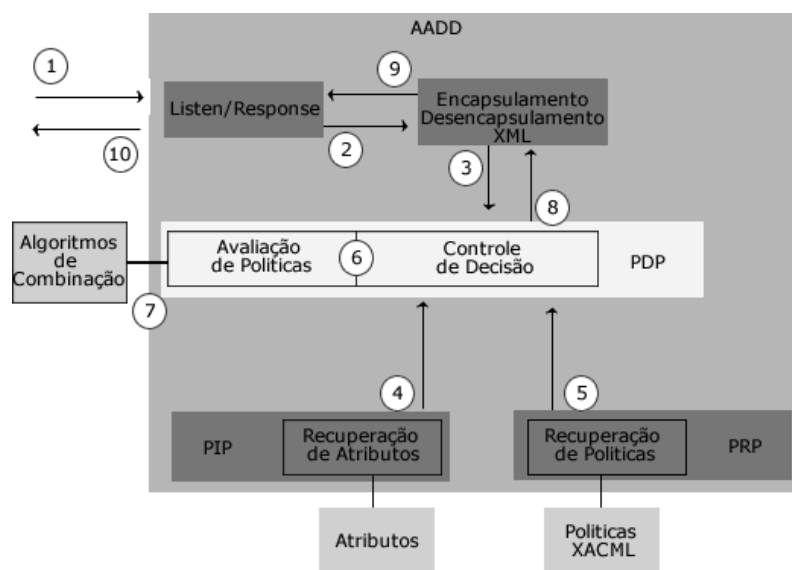 AADD
1
9
Listen/Response
Encapsulamento
Desencapsulamento
XML
10
2
3
8
Algoritmos
de
Combinação
Avaliação
de Politicas
6
Controle
de Decisão
PDP
7
4
5
PIP
Recuperação
de Atributos
Recuperação
de Politicas
PRP
Atributos
Politicas
XACML